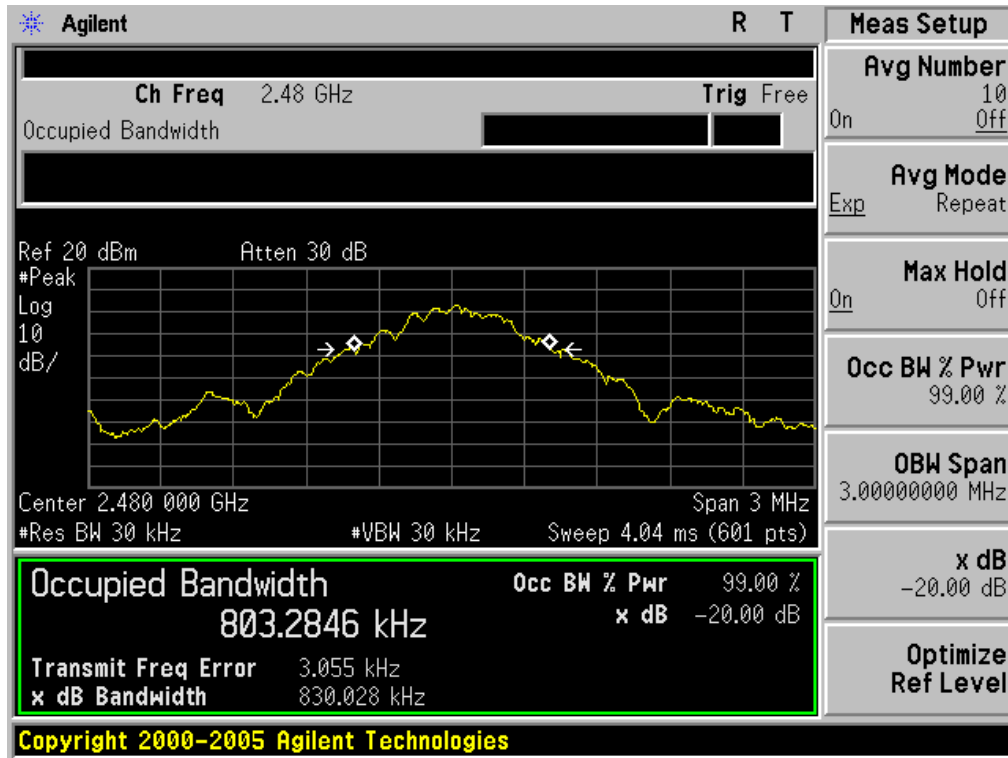 Agilent R T
Ch Freq 2.48 GHz Trig Free
Occupied Bandwidth
Ref 20 dBm Atten 30 dB
#Peak
Log
10
dB/
Center 2.480 000 GHz Span 3 MHz
#Res BW 30 kHz #VBW 30 kHz Sweep 4.04 ms (601 pts)
Occupied Bandwidth Occ BW % Pwr 99.00 %
803.2846 kHz x dB -20.00 dB
Transmit Freq Error 3.055 kHz
x dB Bandwidth 830.028 kHz
Copyright 2000-2005 Agilent Technologies
Meas Setup
Avg Number
10
On Off
Avg Mode
Exp Repeat
Max Hold
On Off
Occ BW % Pwr
99.00 %
OBW Span
3.00000000 MHz
x dB
-20.00 dB
Optimize
Ref Level